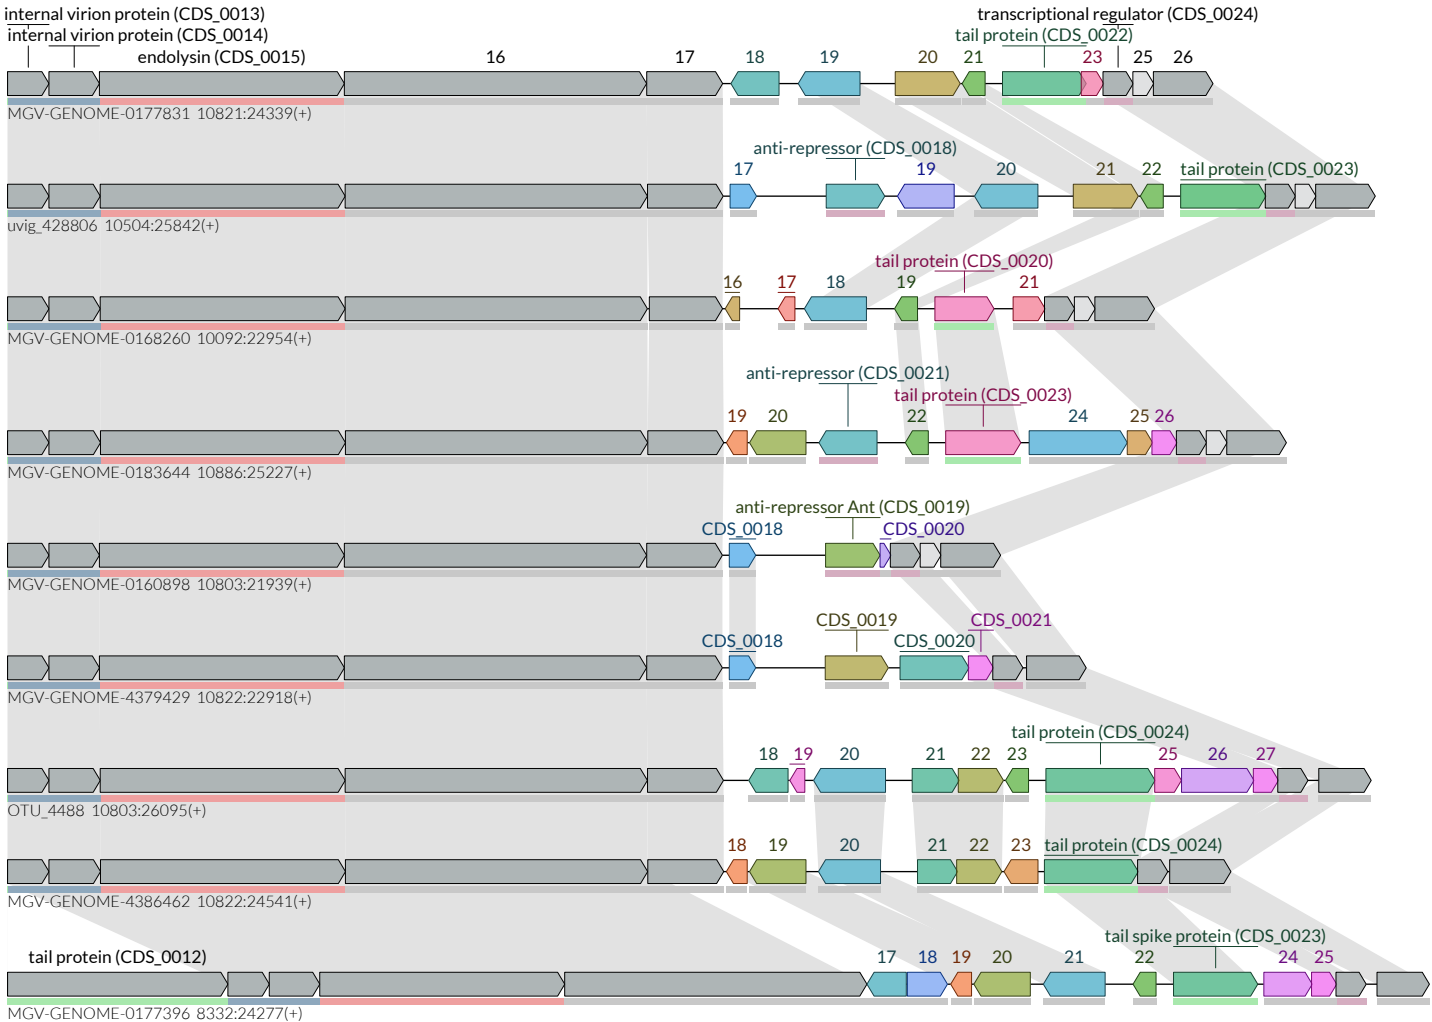 internal virion protein (CDS_0013)
transcriptional regulator (CDS_0024)
internal virion protein (CDS_0014)
tail protein (CDS_0022)
endolysin (CDS_0015) 16 17 18 19 20 21 23 25 26
MGV-GENOME-0177831 10821:24339(+)
anti-repressor (CDS_0018)
17 19 20 21 22 tail protein (CDS_0023)
uvig_428806 10504:25842(+)
tail protein (CDS_0020)
16 17 18 19 21
MGV-GENOME-0168260 10092:22954(+)
anti-repressor (CDS_0021)
tail protein (CDS_0023)
19 20 22 24 25 26
MGV-GENOME-0183644 10886:25227(+)
anti-repressor Ant (CDS_0019)
CDS_0018 CDS_0020
MGV-GENOME-0160898 10803:21939(+)
CDS_0019 CDS_0021
CDS_0018 CDS_0020
MGV-GENOME-4379429 10822:22918(+)
tail protein (CDS_0024)
18 19 20 21 22 23 25 26 27
OTU_4488 10803:26095(+)
18 19 20 21 22 23 tail protein (CDS_0024)
MGV-GENOME-4386462 10822:24541(+)
tail spike protein (CDS_0023)
tail protein (CDS_0012) 17 18 19 20 21 22 24 25
MGV-GENOME-0177396 8332:24277(+)